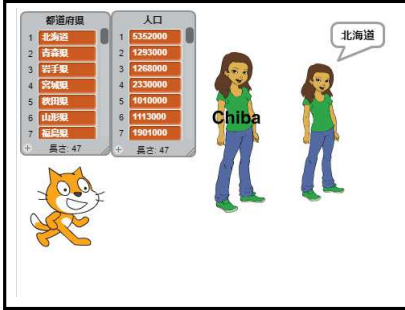 都道府県
1 北海道
2 青森県
3 岩手県
4 宮城県
5 秋田県
6 山形県
7 福島県
+ 長さ: 47
人口
1 5352000
2 1293000
3 1268000
4 2330000
5 1010000
6 1113000
7 1901000
+ 長さ: 47
Chiba
北海道